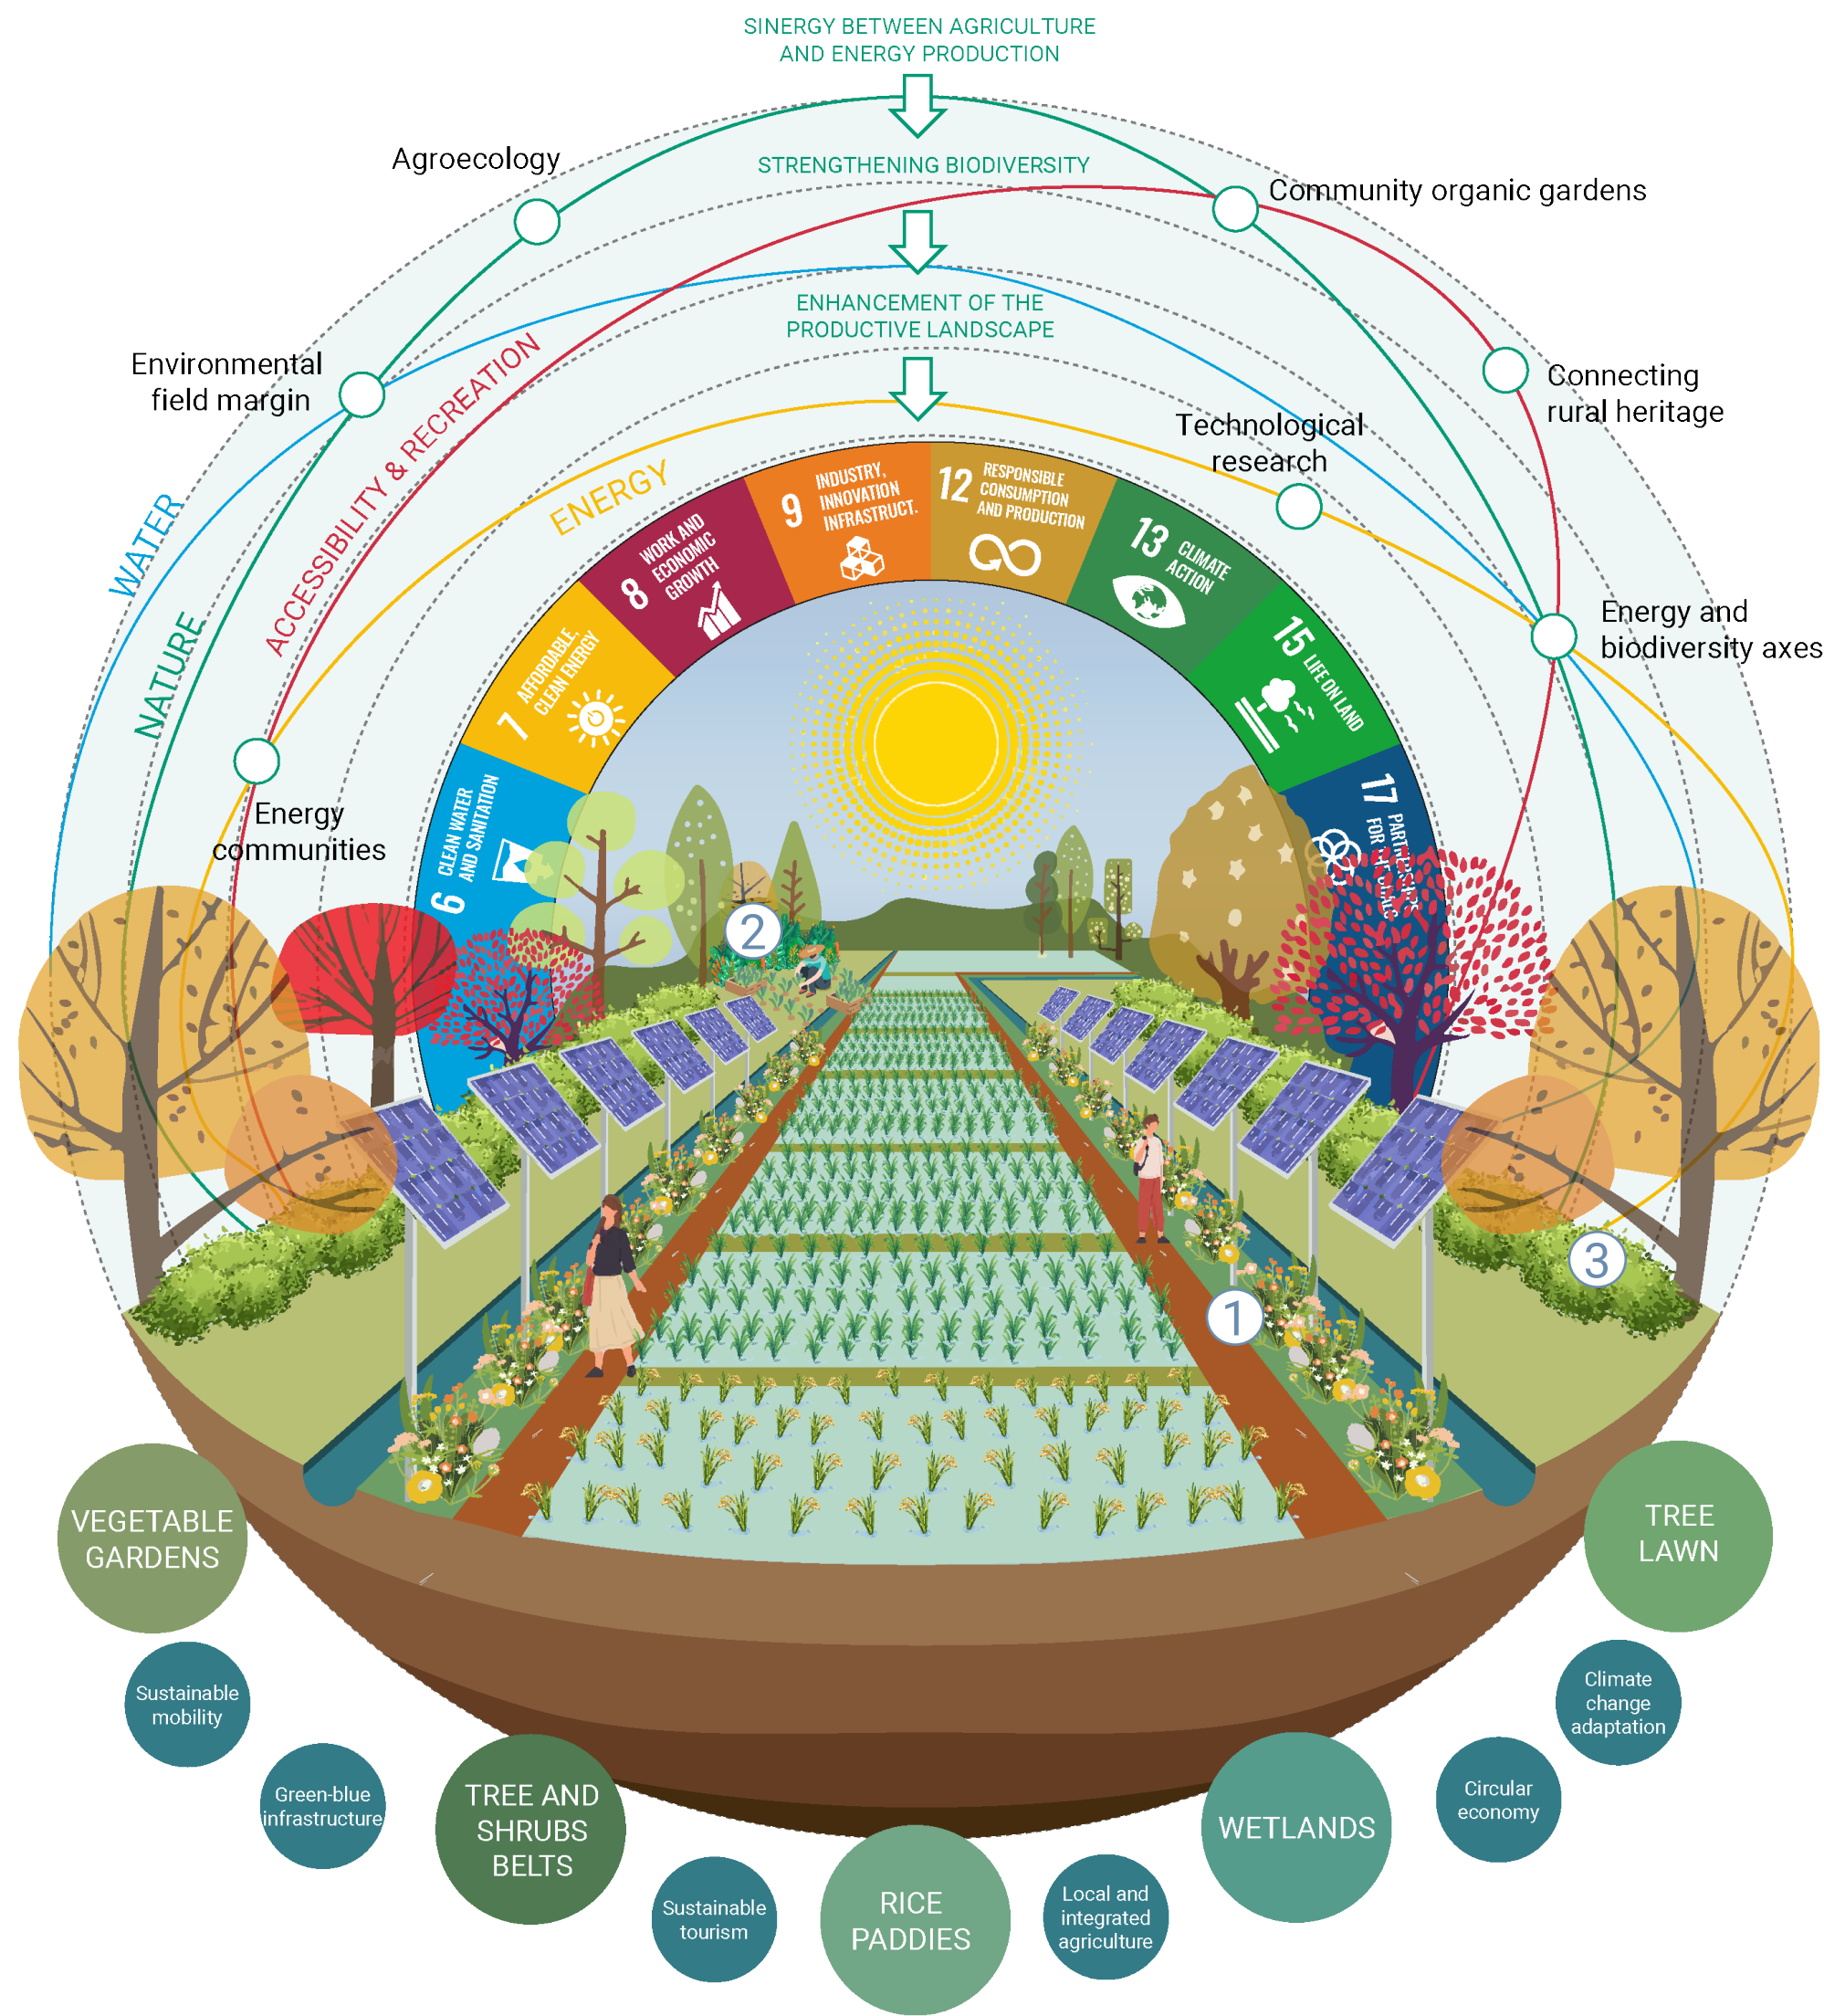 SINERGY BETWEEN AGRICULTURE
AND ENERGY PRODUCTION
STRENGTHENING BIODIVERSITY
ENHANCEMENT OF THE
PRODUCTIVE LANDSCAPE
Agroecology
Community organic gardens
Environmental
field margin
Connecting
rural heritage
Technological
research
Energy and
biodiversity axes
Energy
communities
WATER
NATURE
ACCESSIBILITY & RECREATION
ENERGY
6 CLEAN WATER
AND SANITATION
7 AFFORDABLE,
CLEAN ENERGY
8 WORK AND
ECONOMIC
GROWTH
9 INDUSTRY,
INNOVATION
INFRASTRUCT.
12 RESPONSIBLE
CONSUMPTION
AND PRODUCTION
13 CLIMATE
ACTION
15 LIFE ON LAND
17
FOR
2
1
3
VEGETABLE
GARDENS
Sustainable
mobility
Green-blue
infrastructure
TREE AND
SHRUBS
BELTS
Sustainable
tourism
RICE
PADDIES
Local and
integrated
agriculture
WETLANDS
Circular
economy
Climate
change
adaptation
TREE
LAWN